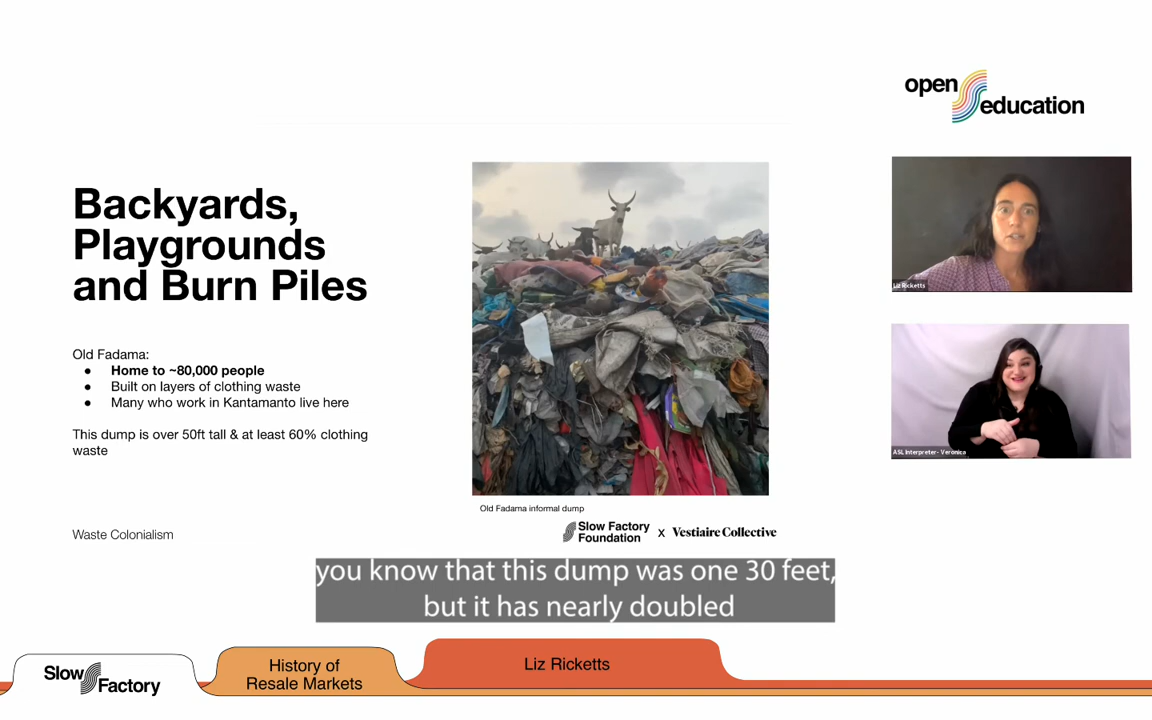 open
education
Backyards,
Playgrounds
and Burn Piles
Old Fadama:
● Home to ~80,000 people
● Built on layers of clothing waste
● Many who work in Kantamanto live here
This dump is over 50ft tall & at least 60% clothing
waste
Waste Colonialism
Old Fadama informal dump
Slow Factory
Foundation x Vestiaire Collective
Liz Ricketts
ASL Interpreter- Veronica
you know that this dump was one 30 feet,
but it has nearly doubled
Slow
Factory
History of
Resale Markets
Liz Ricketts